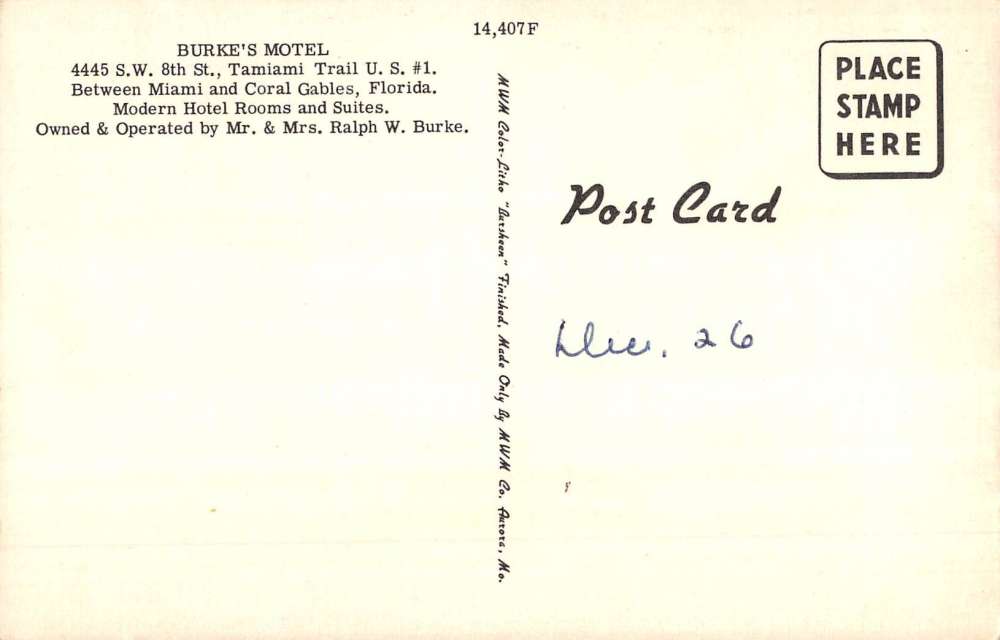 14,407F
BURKE'S MOTEL
4445 S.W. 8th St., Tamiami Trail U. S. #1.
Between Miami and Coral Gables, Florida.
Modern Hotel Rooms and Suites.
Owned & Operated by Mr. & Mrs. Ralph W. Burke.
MWM Color-Litho "Dursheen" Finished, Made Only By MWM Co. Aurora, Mo.
PLACE
STAMP
HERE
Post Card
Dec. 26